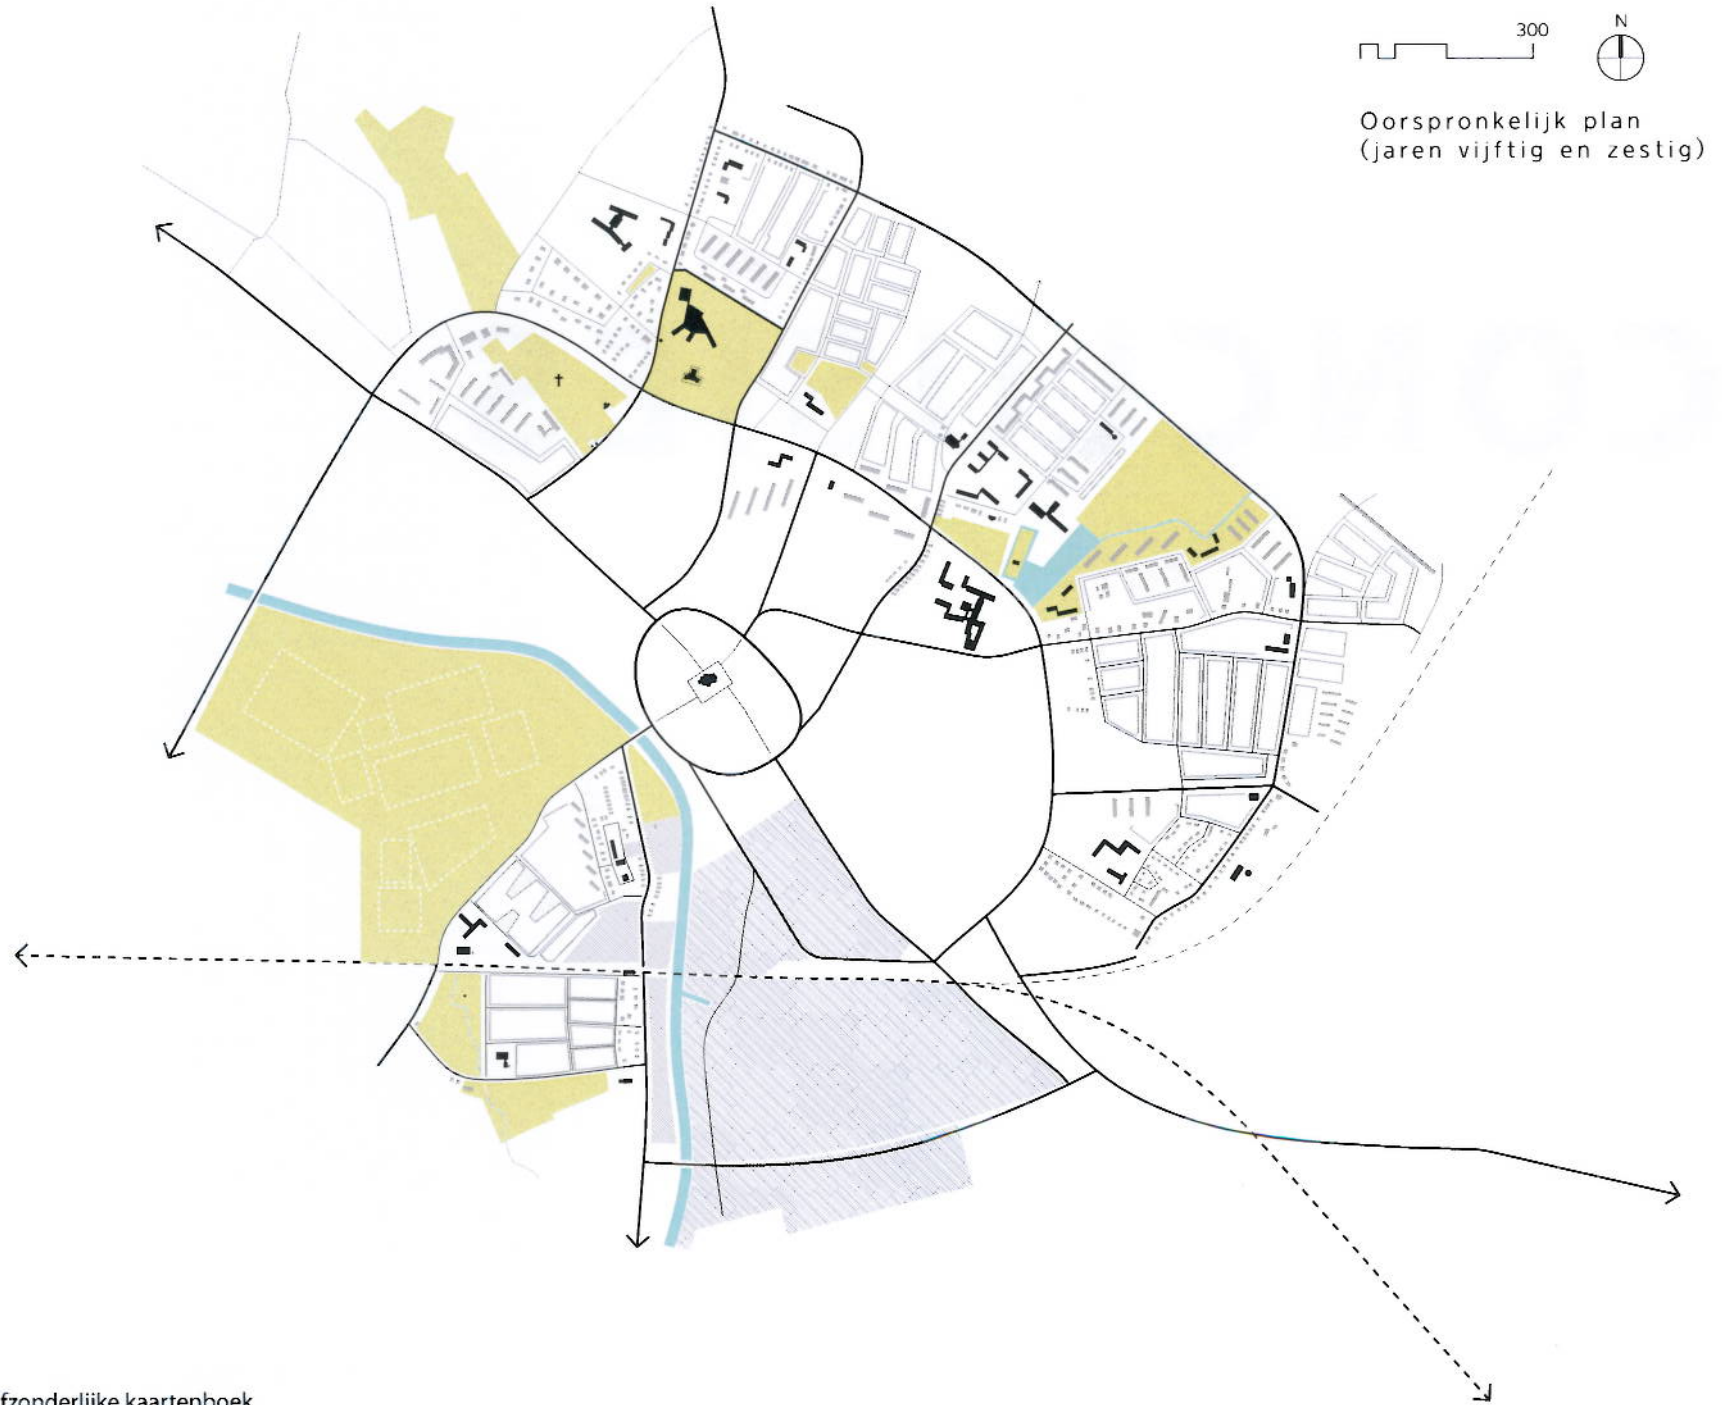 300
N
Oorspronkelijk plan
(jaren vijftig en zestig)
fzonderlijke kaartenboek